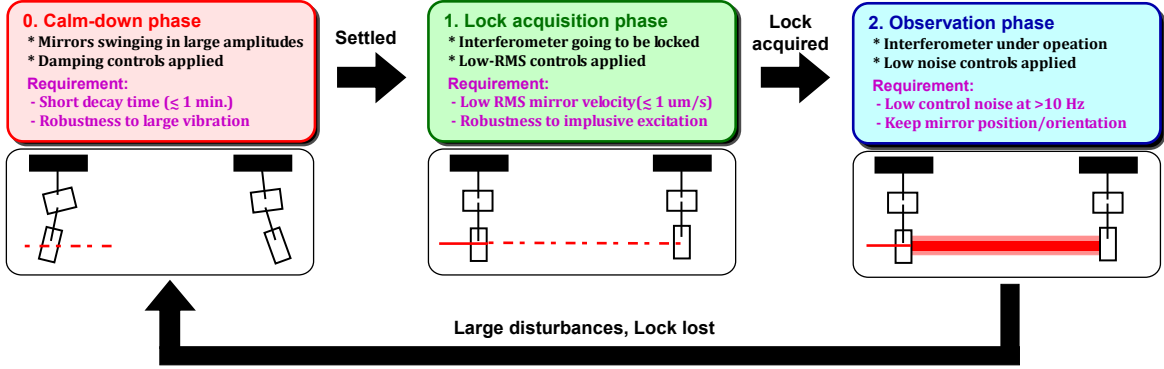 0. Calm-down phase
* Mirrors swinging in large amplitudes
* Damping controls applied
Requirement:
- Short decay time (≤ 1 min.)
- Robustness to large vibration
Settled
1. Lock acquisition phase
* Interferometer going to be locked
* Low-RMS controls applied
Requirement:
- Low RMS mirror velocity(≤ 1 um/s)
- Robustness to implusive excitation
Lock
acquired
2. Observation phase
* Interferometer under opeation
* Low noise controls applied
Requirement:
- Low control noise at >10 Hz
- Keep mirror position/orientation
Large disturbances, Lock lost